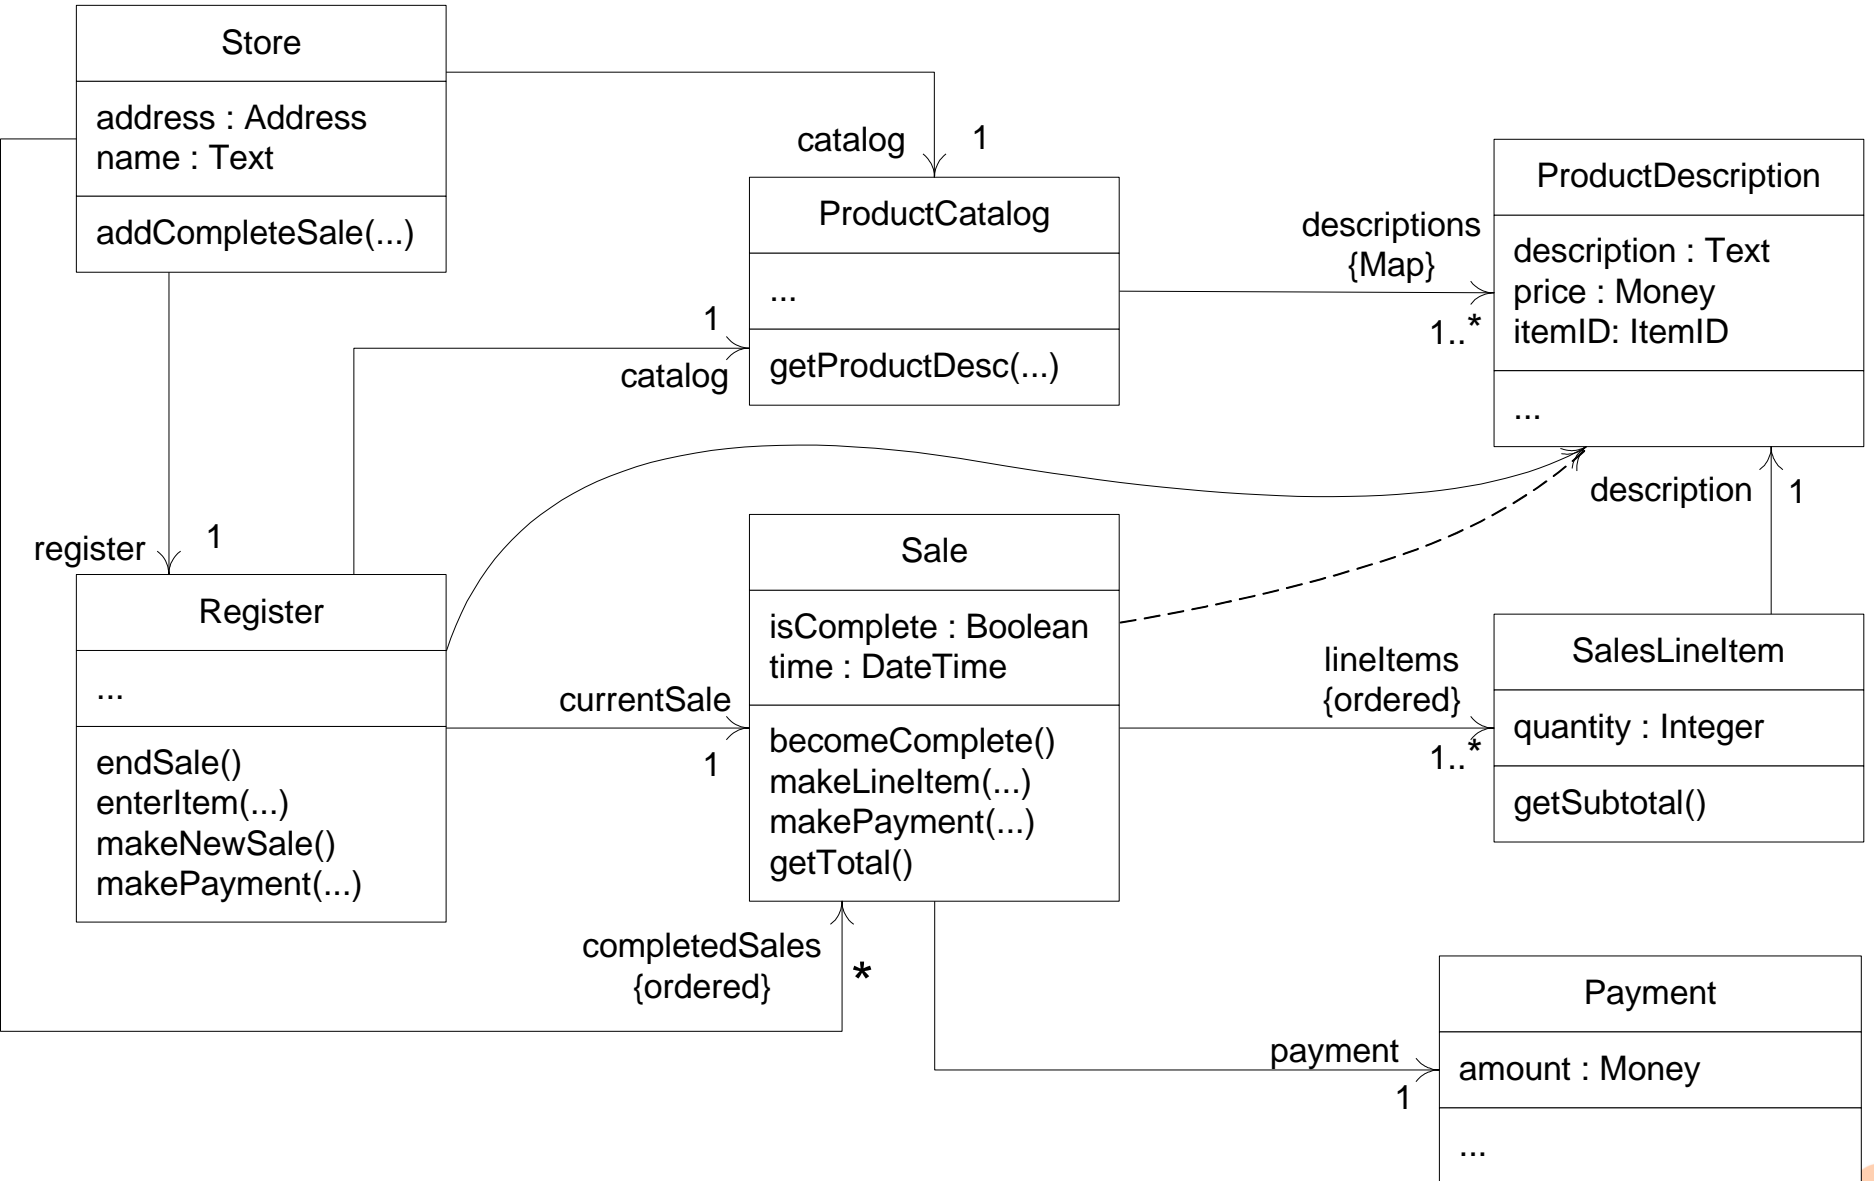 Store
address : Address
name : Text
addCompleteSale(...)
catalog
1
ProductCatalog
...
getProductDesc(...)
descriptions
{Map}
1..*
ProductDescription
description : Text
price : Money
itemID: ItemID
...
1
catalog
register
1
description
1
Register
...
endSale()
enterItem(...)
makeNewSale()
makePayment(...)
currentSale
1
Sale
isComplete : Boolean
time : DateTime
becomeComplete()
makeLineItem(...)
makePayment(...)
getTotal()
lineItems
{ordered}
1..*
SalesLineItem
quantity : Integer
getSubtotal()
completedSales
{ordered}
*
payment
1
Payment
amount : Money
...